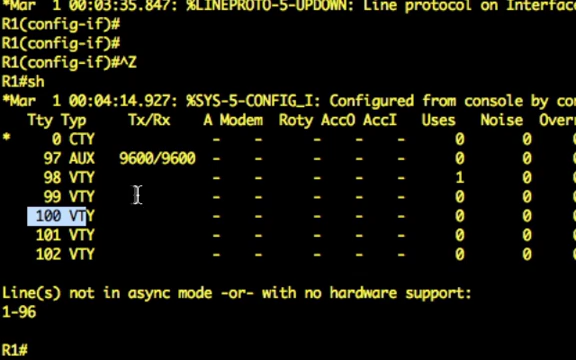 *Mar  1 00:03:35.847: %LINEPROTO-5-UPDOWN: Line protocol on Interfac
R1(config-if)#
R1(config-if)#
R1(config-if)#^Z
R1#sh
*Mar  1 00:04:14.927: %SYS-5-CONFIG_I: Configured from console by con
Tty Typ Tx/Rx A Modem Roty AccO AccI Uses Noise Overr
* 0 CTY - - - - - 0 0
97 AUX 9600/9600 - - - - - 0 0
98 VTY - - - - - 1 0
99 VTY - - - - - 0 0
100 VTY - - - - - 0 0
101 VTY - - - - - 0 0
102 VTY - - - - - 0 0
Line(s) not in async mode -or- with no hardware support:
1-96
R1#